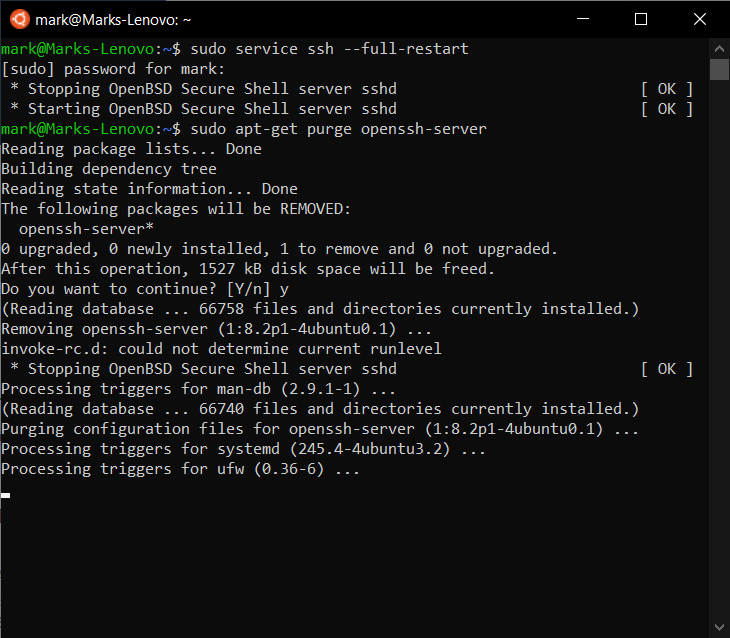 mark@Marks-Lenovo: ~
mark@Marks-Lenovo:~$ sudo service ssh --full-restart
[sudo] password for mark:
 * Stopping OpenBSD Secure Shell server sshd [ OK ]
 * Starting OpenBSD Secure Shell server sshd [ OK ]
mark@Marks-Lenovo:~$ sudo apt-get purge openssh-server
Reading package lists... Done
Building dependency tree
Reading state information... Done
The following packages will be REMOVED:
  openssh-server*
0 upgraded, 0 newly installed, 1 to remove and 0 not upgraded.
After this operation, 1527 kB disk space will be freed.
Do you want to continue? [Y/n] y
(Reading database ... 66758 files and directories currently installed.)
Removing openssh-server (1:8.2p1-4ubuntu0.1) ...
invoke-rc.d: could not determine current runlevel
 * Stopping OpenBSD Secure Shell server sshd [ OK ]
Processing triggers for man-db (2.9.1-1) ...
(Reading database ... 66740 files and directories currently installed.)
Purging configuration files for openssh-server (1:8.2p1-4ubuntu0.1) ...
Processing triggers for systemd (245.4-4ubuntu3.2) ...
Processing triggers for ufw (0.36-6) ...